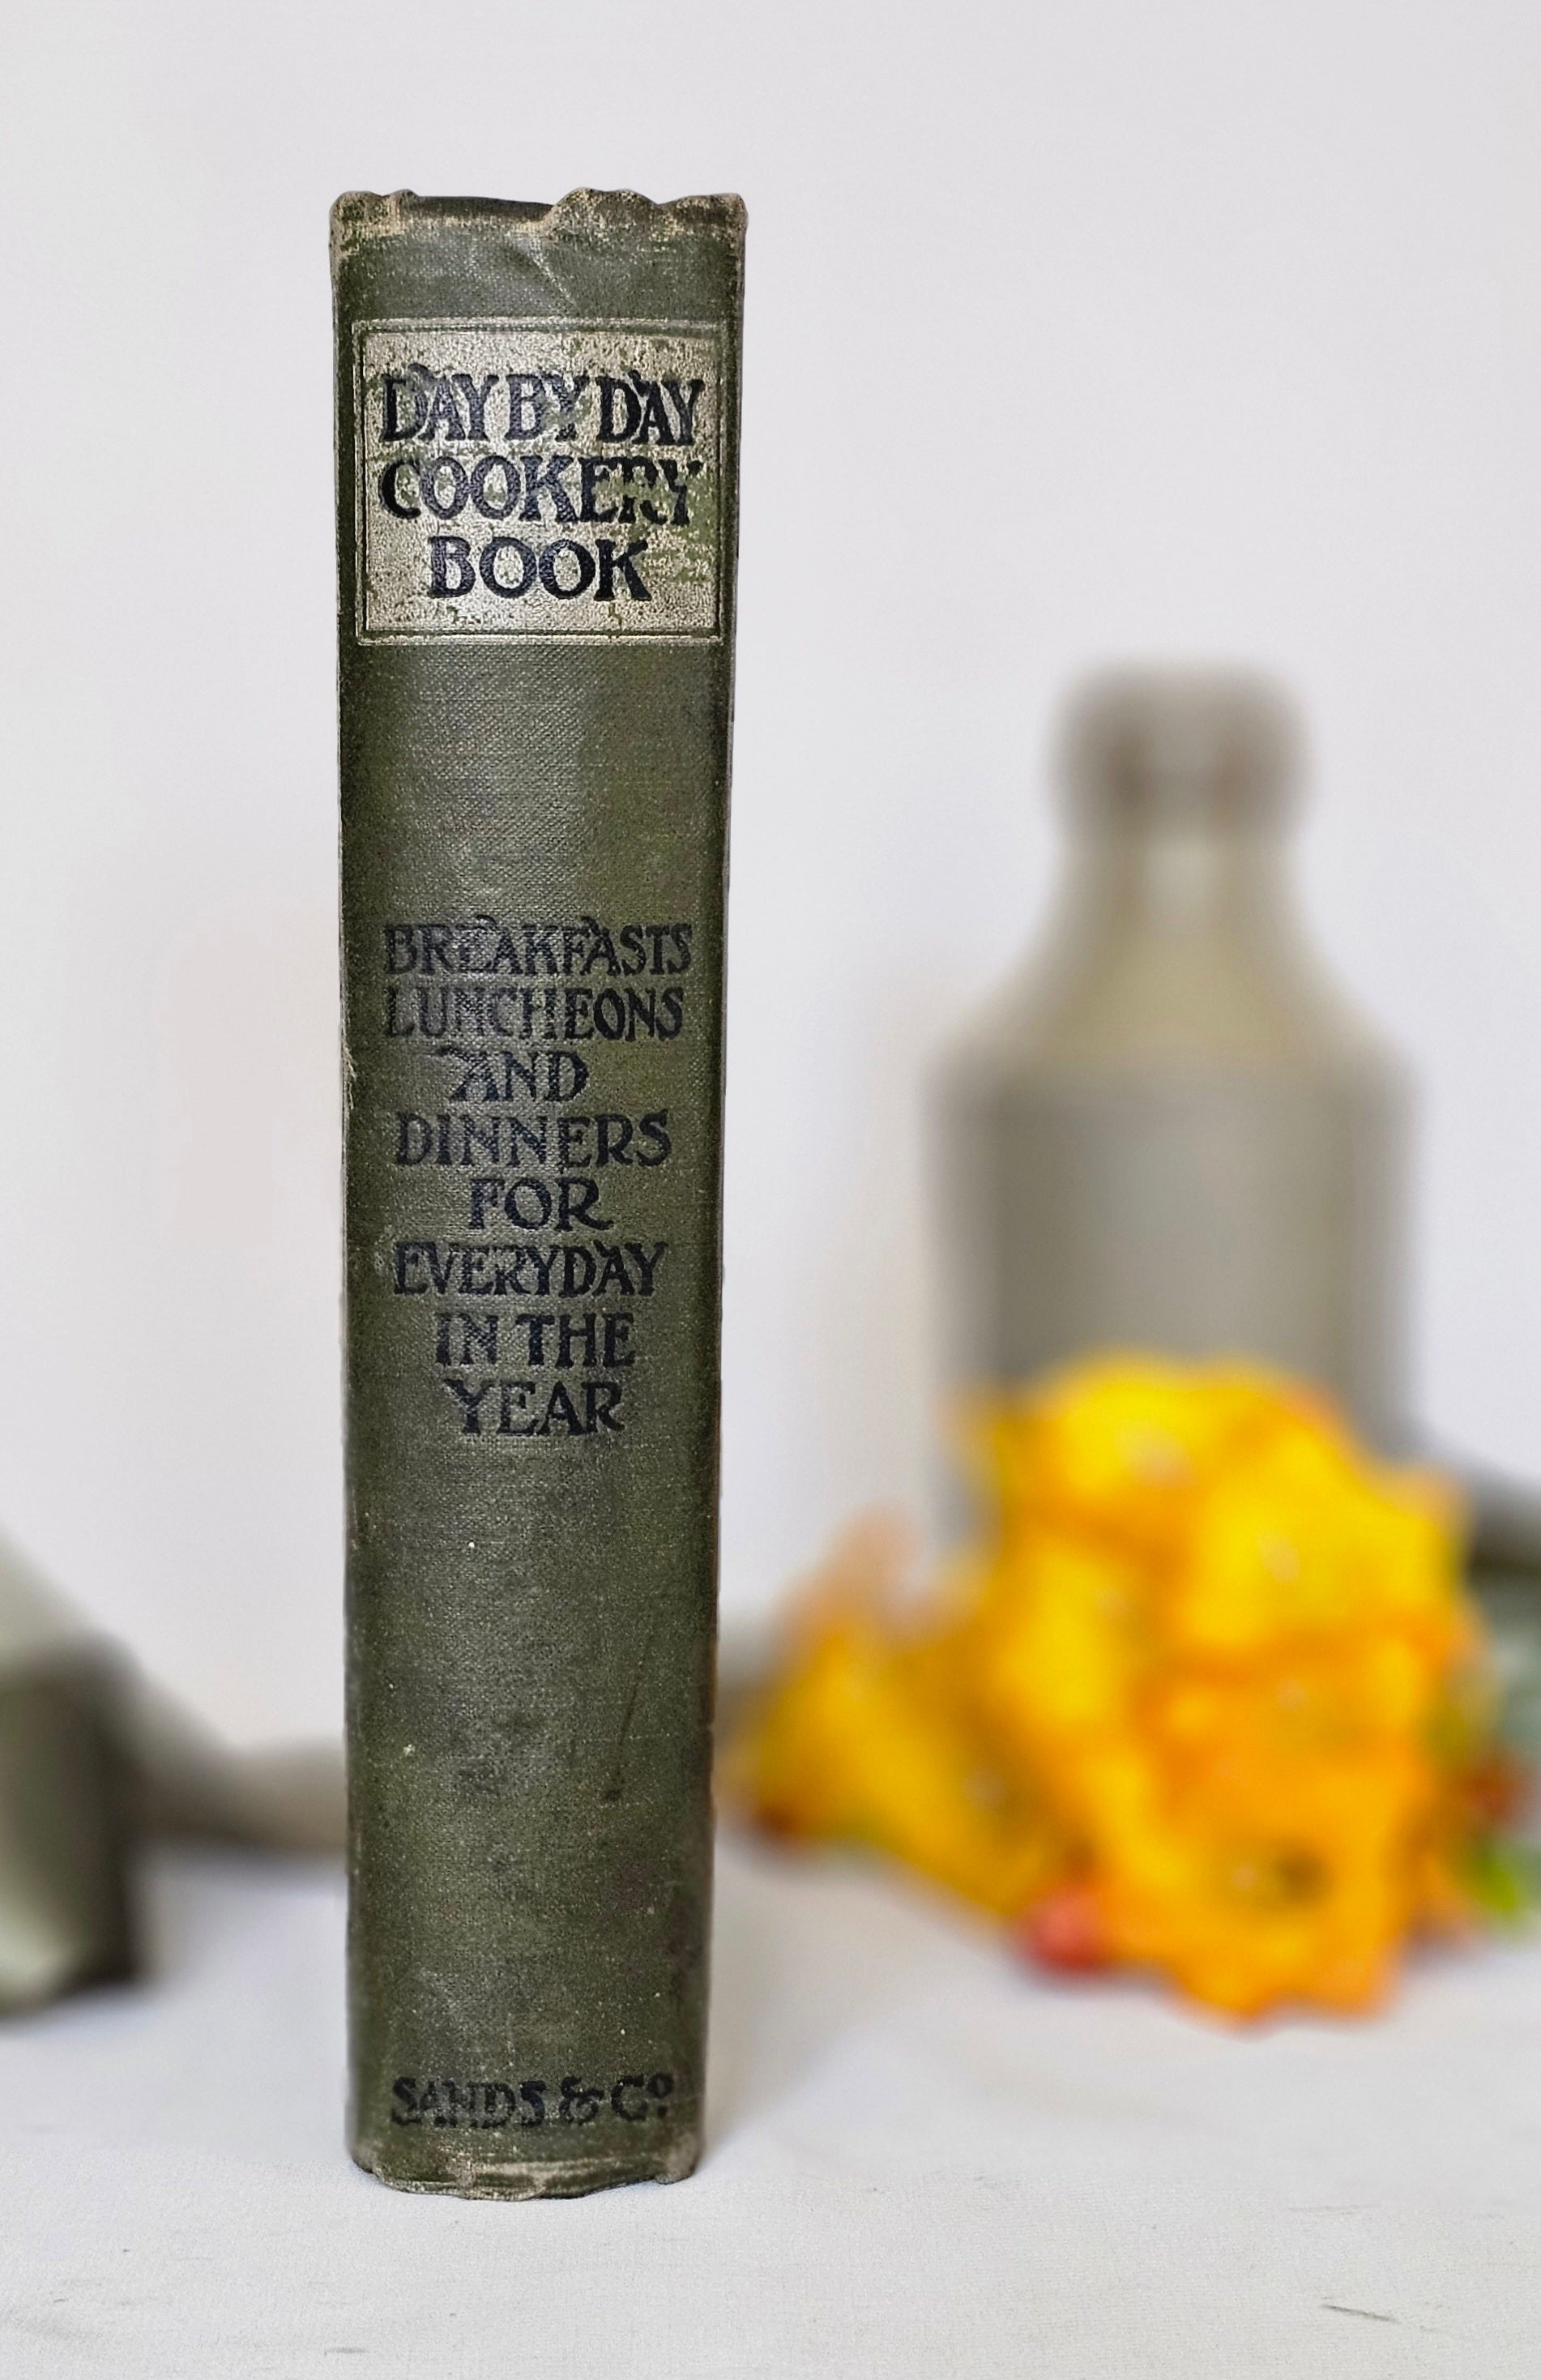 DAY BY DAY
COOKERY
BOOK
BREAKFASTS
LUNCHEONS
AND
DINNERS
FOR
EVERYDAY
IN THE
YEAR
SANDS & Cº